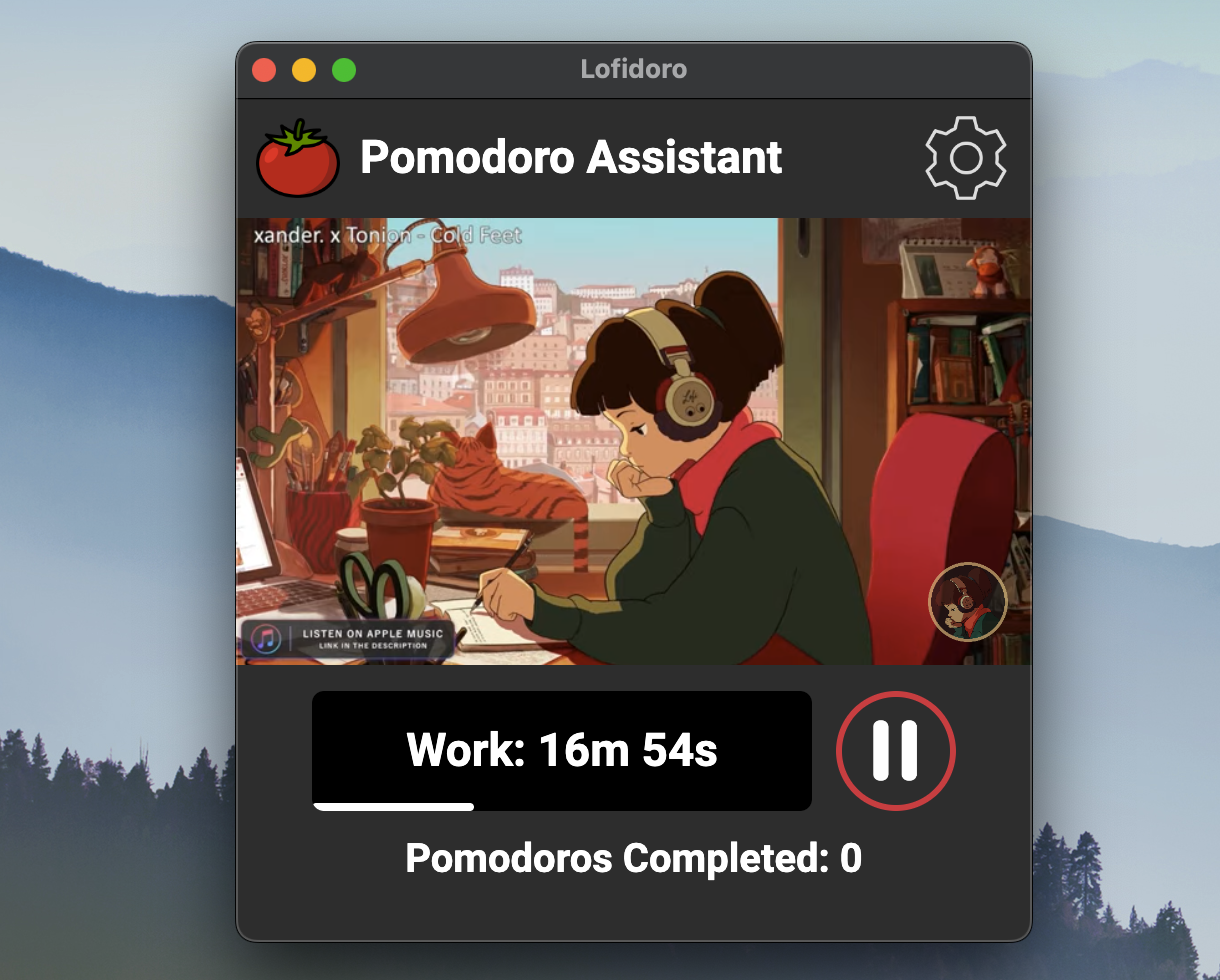 Lofidoro
Pomodoro Assistant
xander. x Tonion - Cold Feet
LISTEN ON APPLE MUSIC
LINK IN THE DESCRIPTION
Work: 16m 54s
Pomodoros Completed: 0